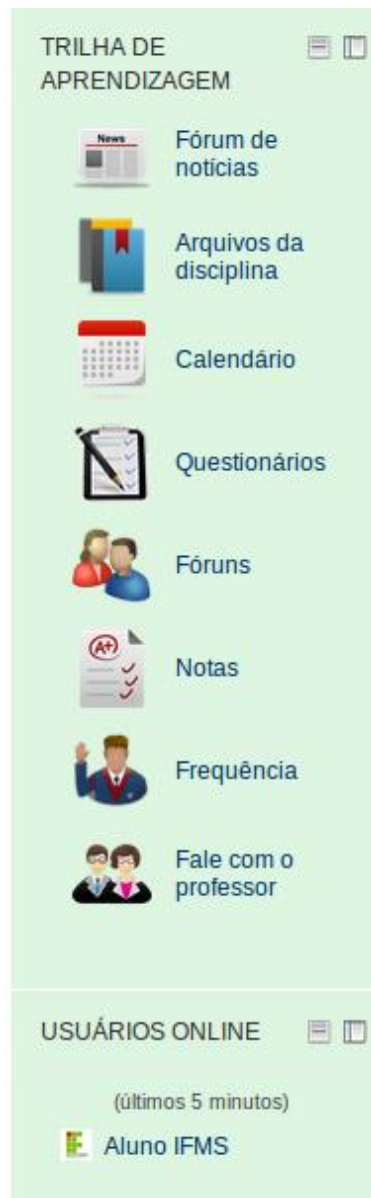 TRILHA DE
APRENDIZAGEM
News
Fórum de
notícias
Arquivos da
disciplina
Calendário
Questionários
Fóruns
A+
Notas
Frequência
Fale com o
professor
USUÁRIOS ONLINE
(últimos 5 minutos)
Aluno IFMS